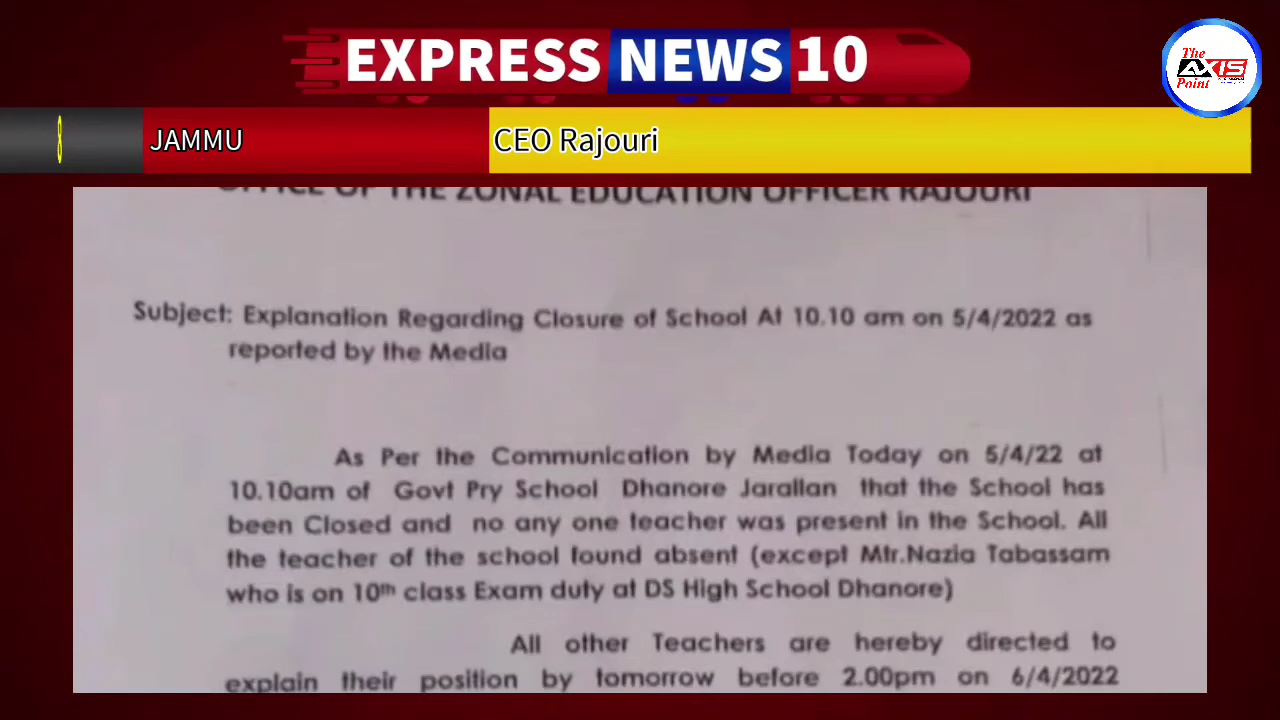 EXPRESS NEWS 10
The
AXIS
Point
8
JAMMU
CEO Rajouri
OFFICE OF THE ZONAL EDUCATION OFFICER RAJOURI
Subject: Explanation Regarding Closure of School At 10.10 am on 5/4/2022 as
reported by the Media
As Per the Communication by Media Today on 5/4/22 at
10.10am of Govt Pry School Dhanore Jarallan that the School has
been Closed and no any one teacher was present in the School. All
the teacher of the school found absent (except Mtr.Nazia Tabassam
who is on 10th class Exam duty at DS High School Dhanore)
All other Teachers are hereby directed to
explain their position by tomorrow before 2.00pm on 6/4/2022